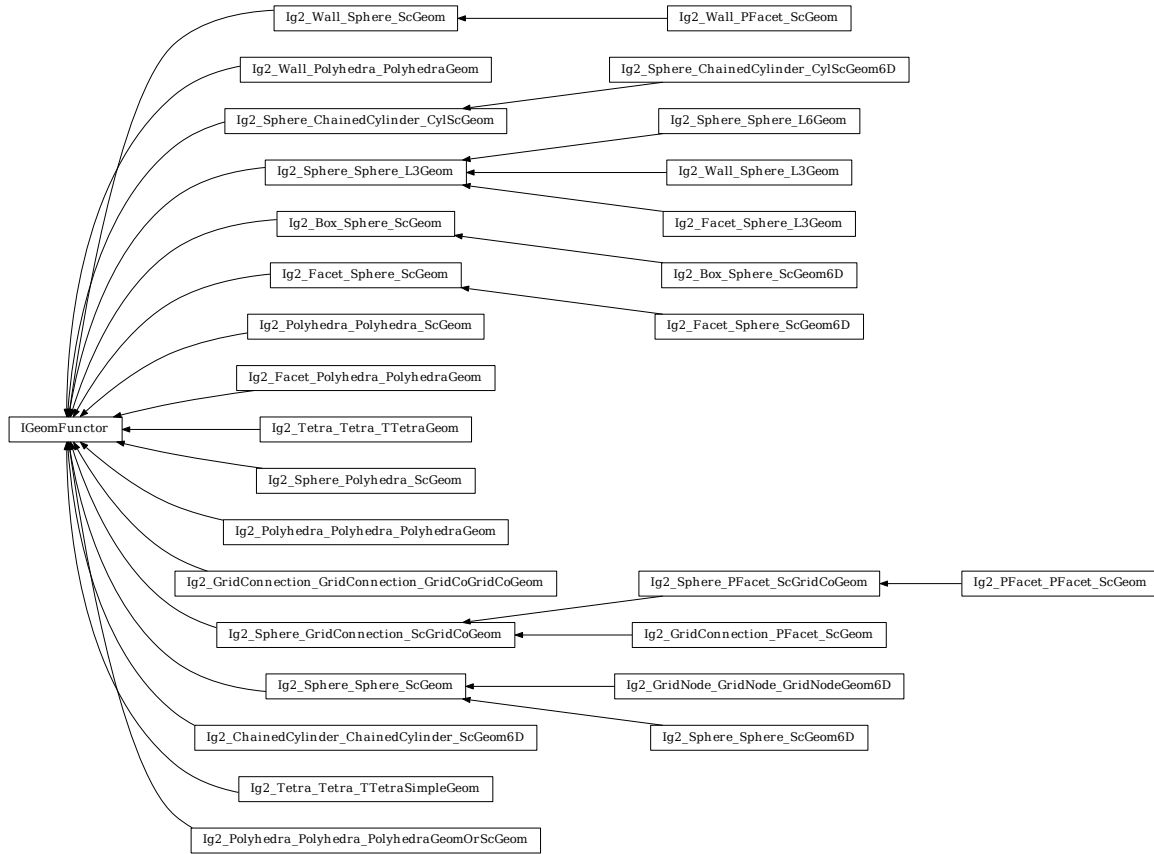 Ig2_Wall_Sphere_ScGeom
Ig2_Wall_PFacet_ScGeom
Ig2_Wall_Polyhedra_PolyhedraGeom
Ig2_Sphere_ChainedCylinder_CylScGeom6D
Ig2_Sphere_ChainedCylinder_CylScGeom
Ig2_Sphere_Sphere_L6Geom
Ig2_Sphere_Sphere_L3Geom
Ig2_Wall_Sphere_L3Geom
Ig2_Facet_Sphere_L3Geom
Ig2_Box_Sphere_ScGeom
Ig2_Box_Sphere_ScGeom6D
Ig2_Facet_Sphere_ScGeom
Ig2_Facet_Sphere_ScGeom6D
Ig2_Polyhedra_Polyhedra_ScGeom
Ig2_Facet_Polyhedra_PolyhedraGeom
IGeomFunctor
Ig2_Tetra_Tetra_TTetraGeom
Ig2_Sphere_Polyhedra_ScGeom
Ig2_Polyhedra_Polyhedra_PolyhedraGeom
Ig2_GridConnection_GridConnection_GridCoGridCoGeom
Ig2_Sphere_PFacet_ScGridCoGeom
Ig2_PFacet_PFacet_ScGeom
Ig2_Sphere_GridConnection_ScGridCoGeom
Ig2_GridConnection_PFacet_ScGeom
Ig2_Sphere_Sphere_ScGeom
Ig2_GridNode_GridNode_GridNodeGeom6D
Ig2_ChainedCylinder_ChainedCylinder_ScGeom6D
Ig2_Sphere_Sphere_ScGeom6D
Ig2_Tetra_Tetra_TTetraSimpleGeom
Ig2_Polyhedra_Polyhedra_PolyhedraGeomOrScGeom